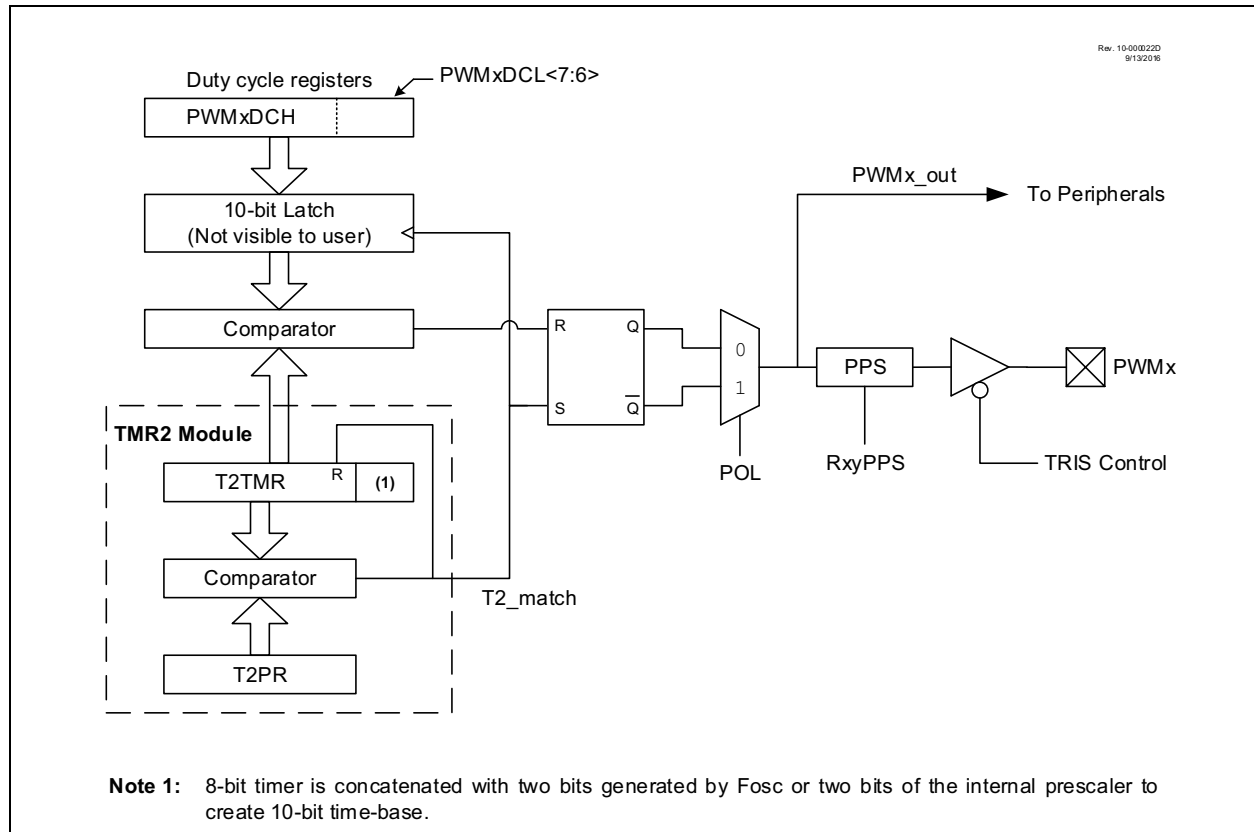 Rev. 10-000022D
9/13/2016
Duty cycle registers
PWMxDCL<7:6>
PWMxDCH
10-bit Latch
(Not visible to user)
Comparator
PWMx_out
To Peripherals
R
Q
S
Q̅
0
1
POL
PPS
RxyPPS
PWMx
TRIS Control
TMR2 Module
T2TMR
R
(1)
Comparator
T2_match
T2PR
Note 1: 8-bit timer is concatenated with two bits generated by Fosc or two bits of the internal prescaler to
create 10-bit time-base.